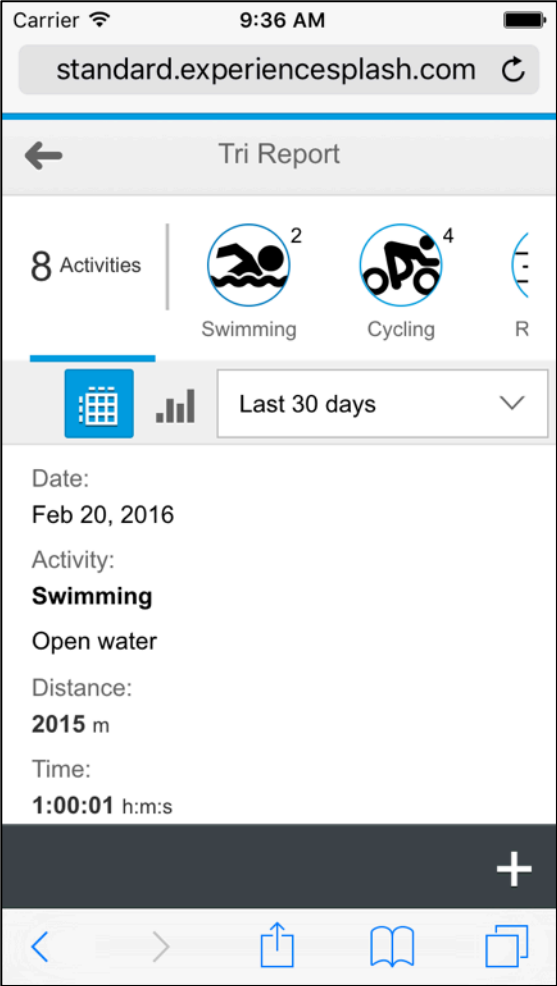 Carrier 9:36 AM
standard.experiencesplash.com
Tri Report
8 Activities
2
Swimming
4
Cycling
R
Last 30 days
Date:
Feb 20, 2016
Activity:
Swimming
Open water
Distance:
2015 m
Time:
1:00:01 h:m:s